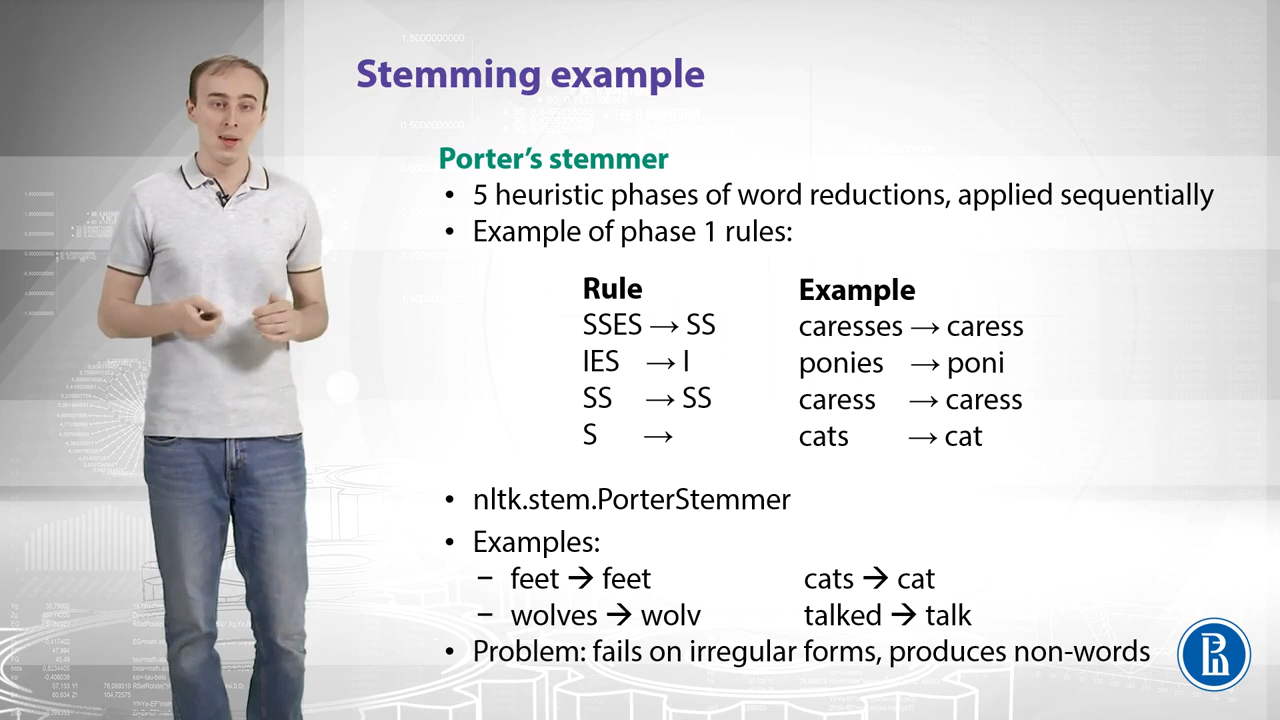 Stemming example
Porter’s stemmer
• 5 heuristic phases of word reductions, applied sequentially
• Example of phase 1 rules:
Rule Example
SSES → SS caresses → caress
IES → I ponies → poni
SS → SS caress → caress
S → cats → cat
• nltk.stem.PorterStemmer
• Examples:
– feet → feet cats → cat
– wolves → wolv talked → talk
• Problem: fails on irregular forms, produces non-words